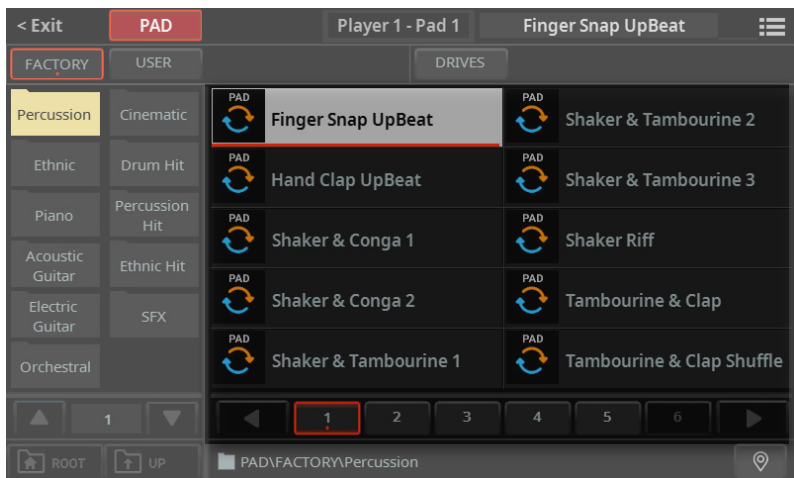 < Exit
PAD
Player 1 - Pad 1
Finger Snap UpBeat
FACTORY
USER
DRIVES
Percussion
Cinematic
Ethnic
Drum Hit
Piano
Percussion
Hit
Acoustic
Guitar
Ethnic Hit
Electric
Guitar
SFX
Orchestral
PAD
Finger Snap UpBeat
PAD
Shaker & Tambourine 2
PAD
Hand Clap UpBeat
PAD
Shaker & Tambourine 3
PAD
Shaker & Conga 1
PAD
Shaker Riff
PAD
Shaker & Conga 2
PAD
Tambourine & Clap
PAD
Shaker & Tambourine 1
PAD
Tambourine & Clap Shuffle
1
1
2
3
4
5
6
ROOT
UP
PAD\FACTORY\Percussion